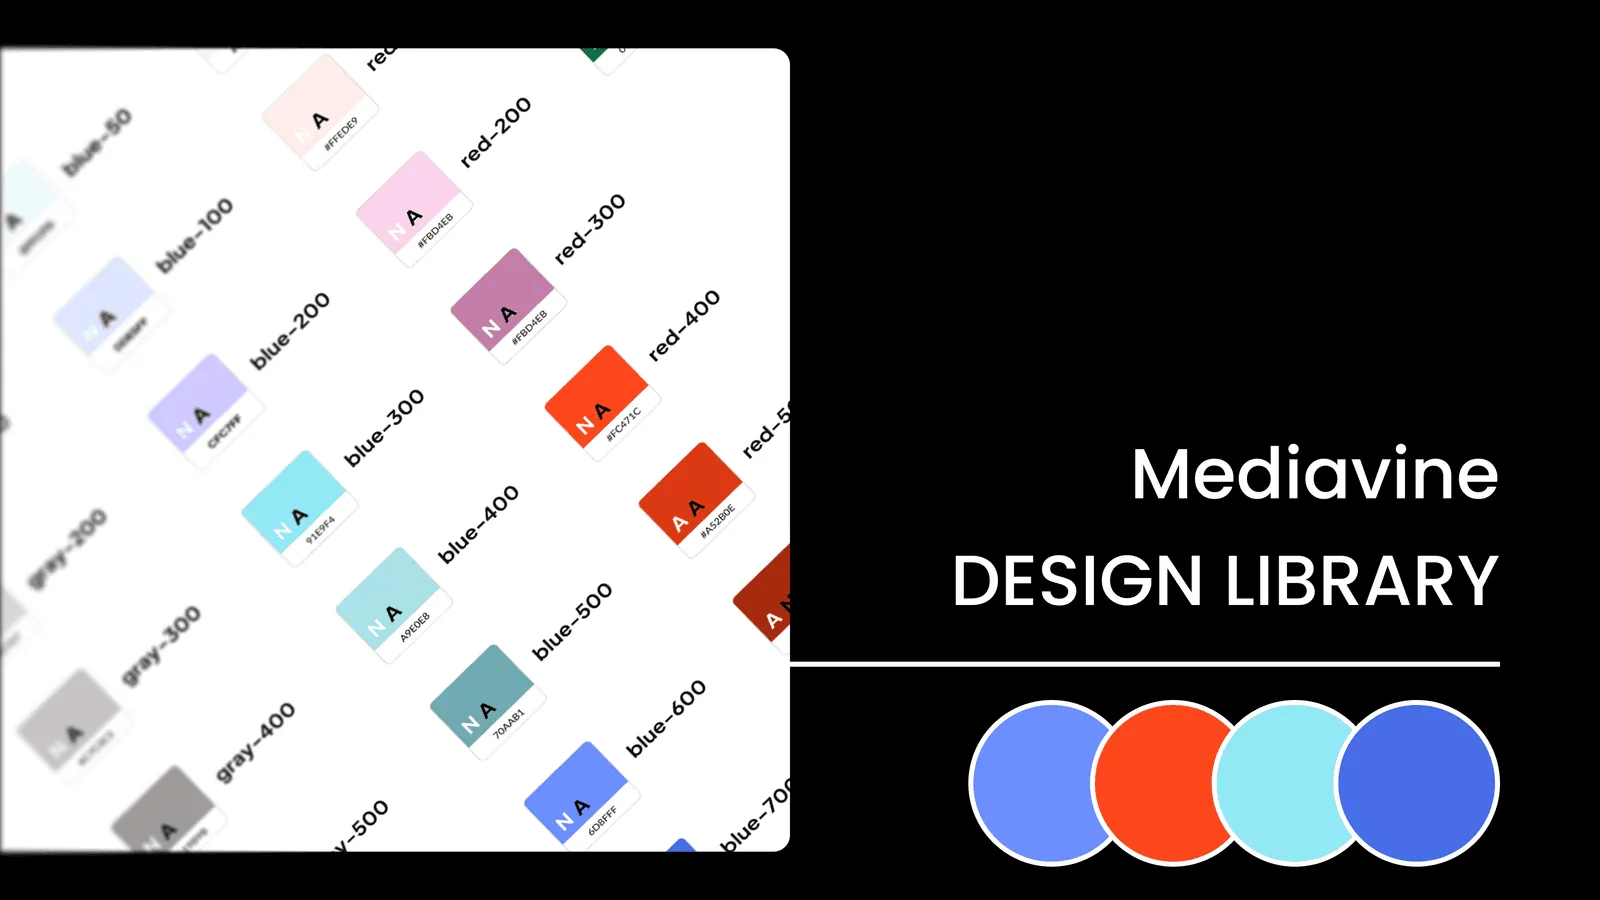 Mediavine
DESIGN LIBRARY
blue-50
A
blue-100
A
blue-200
N A
CFC7FF
blue-300
N A
91E9F4
blue-400
N A
A9E0E8
blue-500
N A
70AAB1
blue-600
N A
6D8FFF
blue-700
N A
#FFEDE9
red-200
N A
#FBD4EB
red-300
N A
#FBD4EB
red-400
N A
#FC471C
A A
#A52B0E
A
gray-200
gray-300
A
gray-400
A